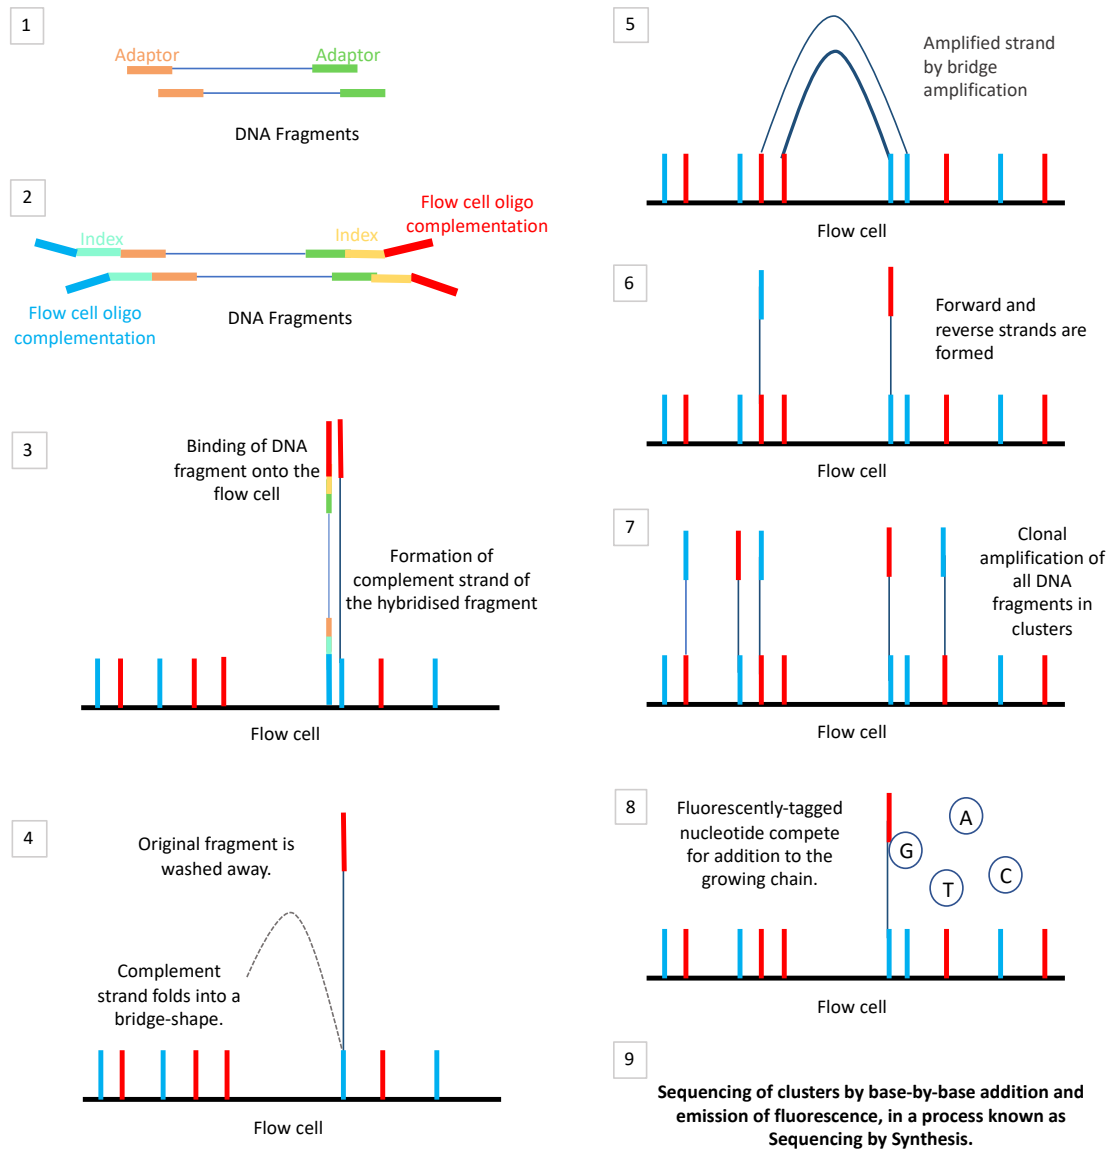 1
Adaptor
Adaptor
DNA Fragments
2
Flow cell oligo
complementation
Index
Index
Flow cell oligo
complementation
DNA Fragments
3
Binding of DNA
fragment onto the
flow cell
Formation of
complement strand of
the hybridised fragment
Flow cell
4
Original fragment is
washed away.
Complement
strand folds into a
bridge-shape.
Flow cell
5
Amplified strand
by bridge
amplification
Flow cell
6
Forward and
reverse strands are
formed
Flow cell
7
Clonal
amplification of
all DNA
fragments in
clusters
Flow cell
8
Fluorescently-tagged
nucleotide compete
for addition to the
growing chain.
A
G
C
T
Flow cell
9
Sequencing of clusters by base-by-base addition and
emission of fluorescence, in a process known as
Sequencing by Synthesis.